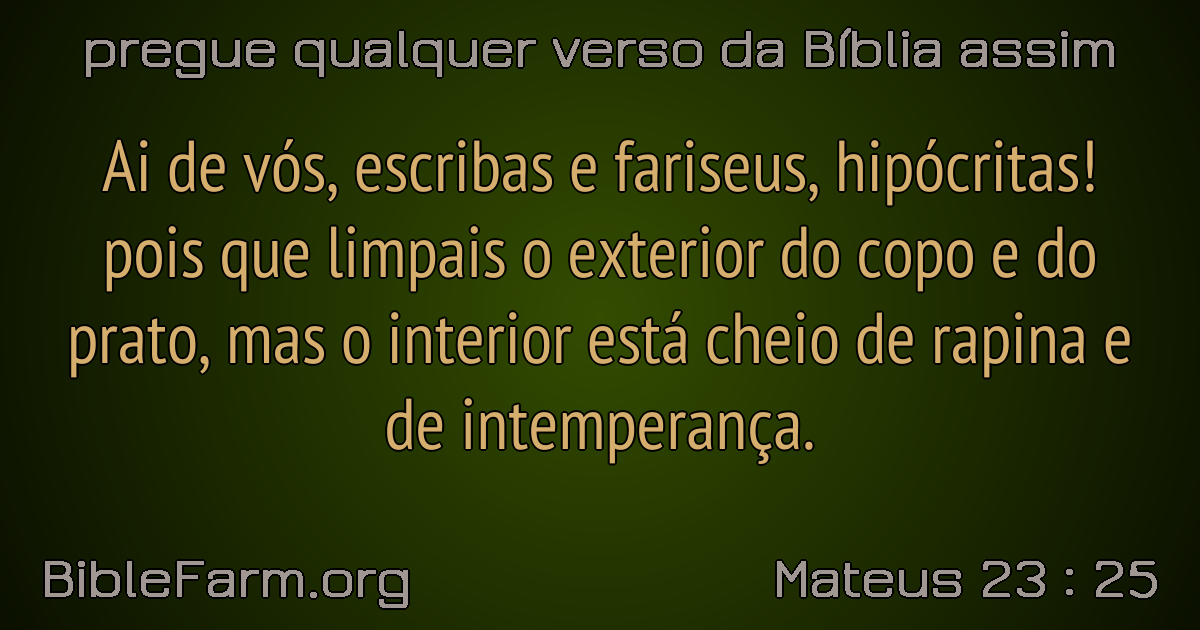 pregue qualquer verso da Bíblia assim
Ai de vós, escribas e fariseus, hipócritas!
pois que limpais o exterior do copo e do
prato, mas o interior está cheio de rapina e
de intemperança.
BibleFarm.org
Mateus 23 : 25